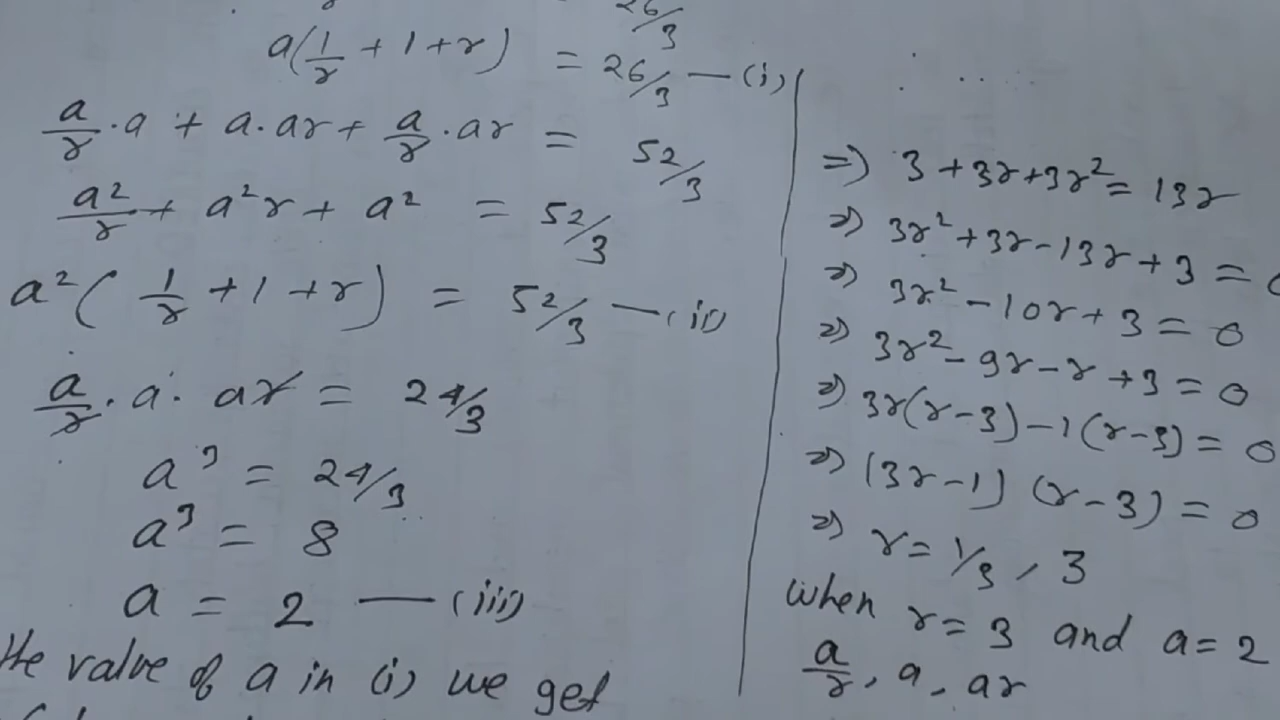 26/3
a(1/r + 1 + r) = 26/3 — (i)
a/r · a + a · ar + a/r · ar = 52/3
a²/r + a²r + a² = 52/3
a²(1/r + 1 + r) = 52/3 — (ii)
a/r · a · ar = 24/3
a³ = 24/3
a³ = 8
a = 2 — (iii)
the value of a in (i) we get
=) 3 + 3r + 3r² = 13r
=) 3r² + 3r - 13r + 3 = 0
=) 3r² - 10r + 3 = 0
=) 3r² - 9r - r + 3 = 0
=) 3r(r - 3) - 1(r - 3) = 0
=) (3r - 1) (r - 3) = 0
=) r = 1/3, 3
when r = 3 and a = 2
a/r, a, ar